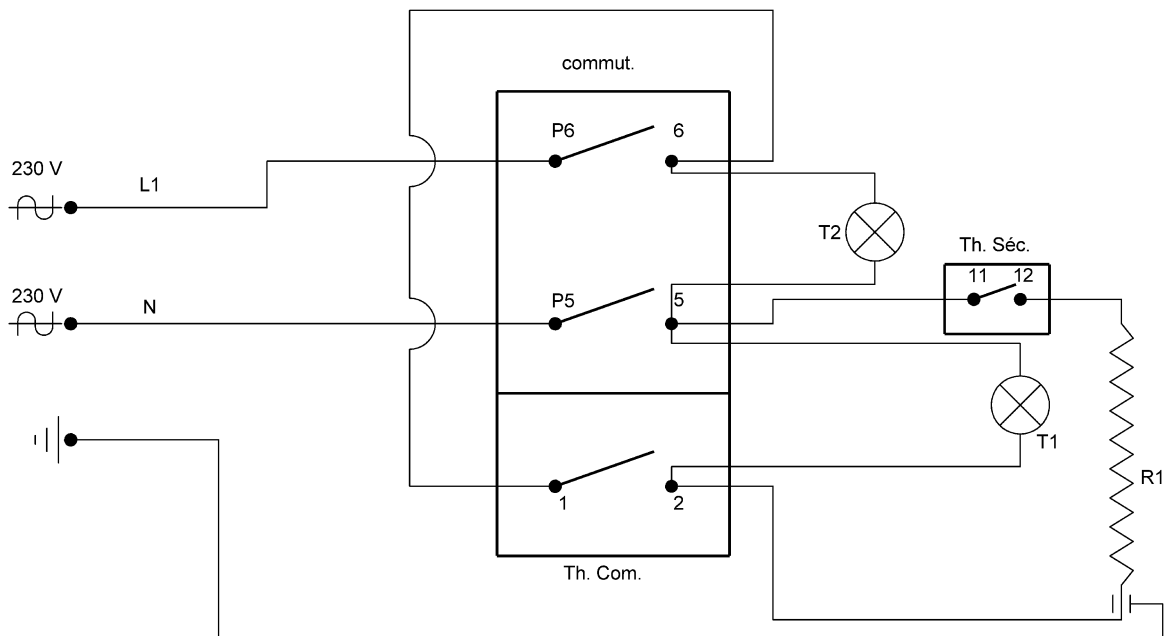 commut.
P6 6
230 V
L1
T2
Th. Séc.
11 12
230 V
N
P5 5
T1
R1
1 2
Th. Com.